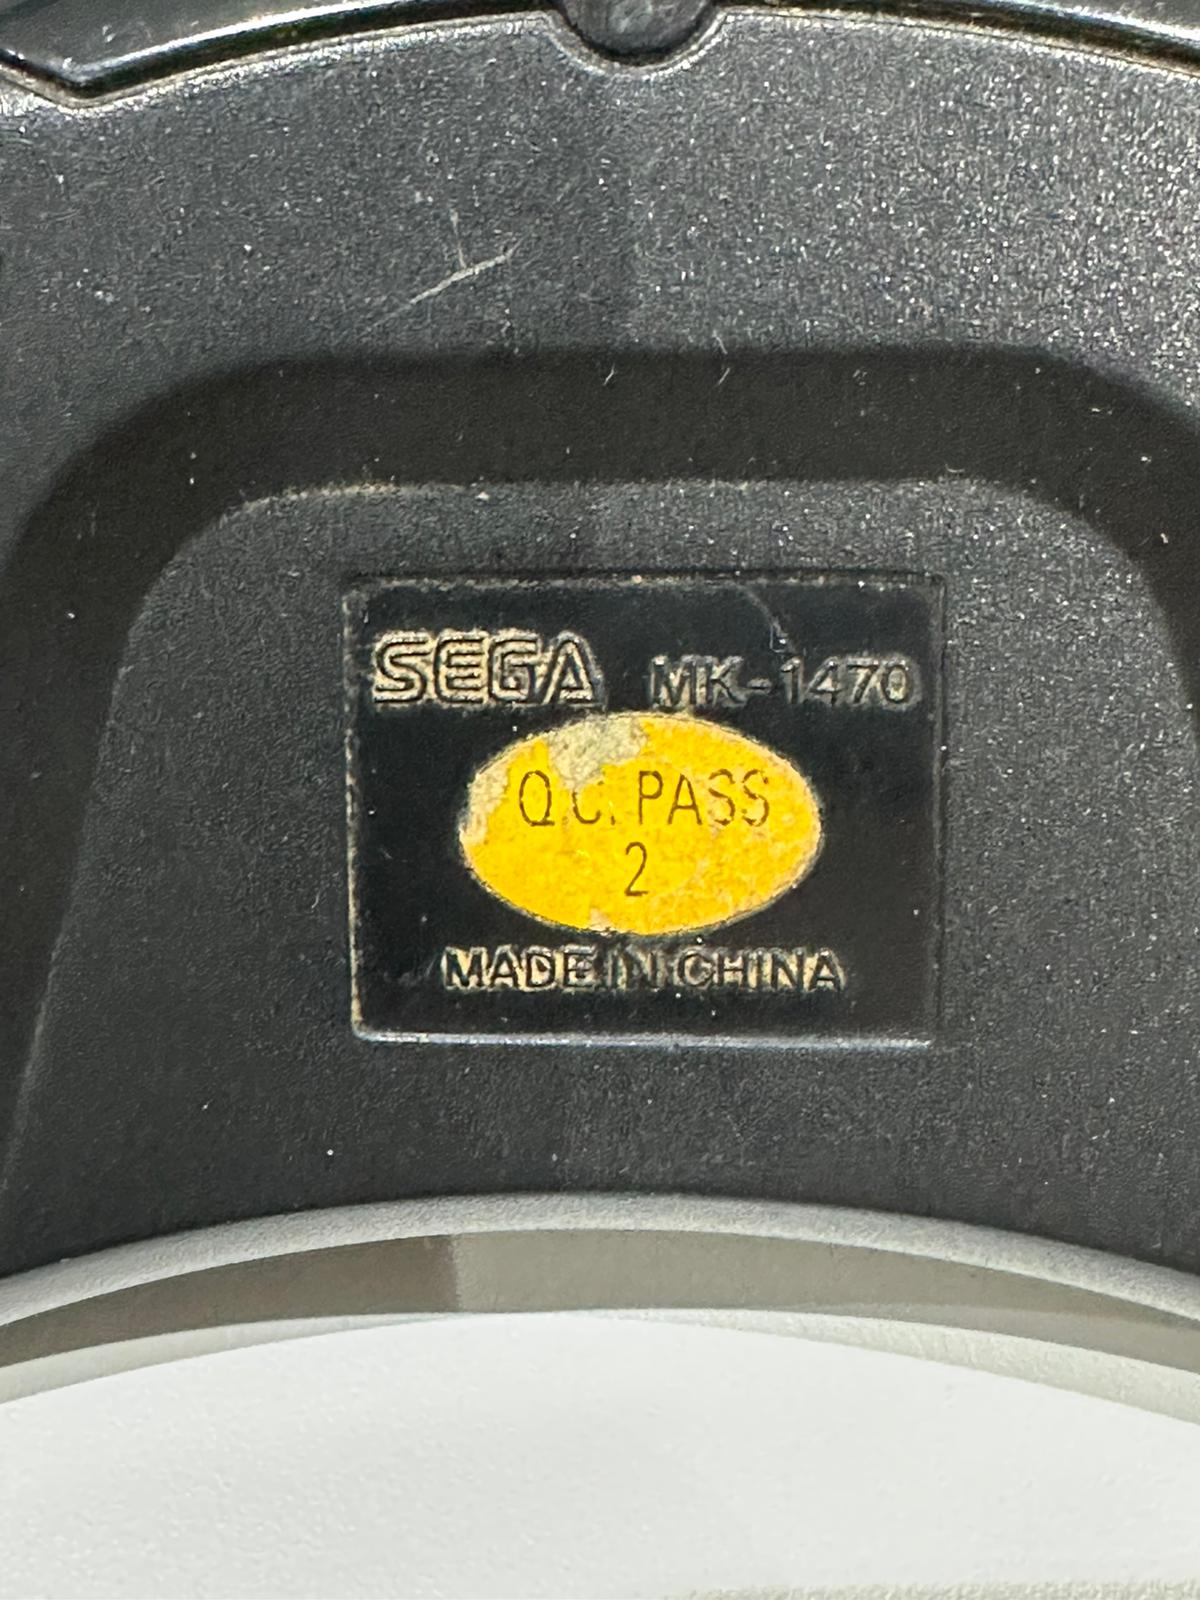 SEGA MK-1470
Q.C. PASS
2
MADE IN CHINA